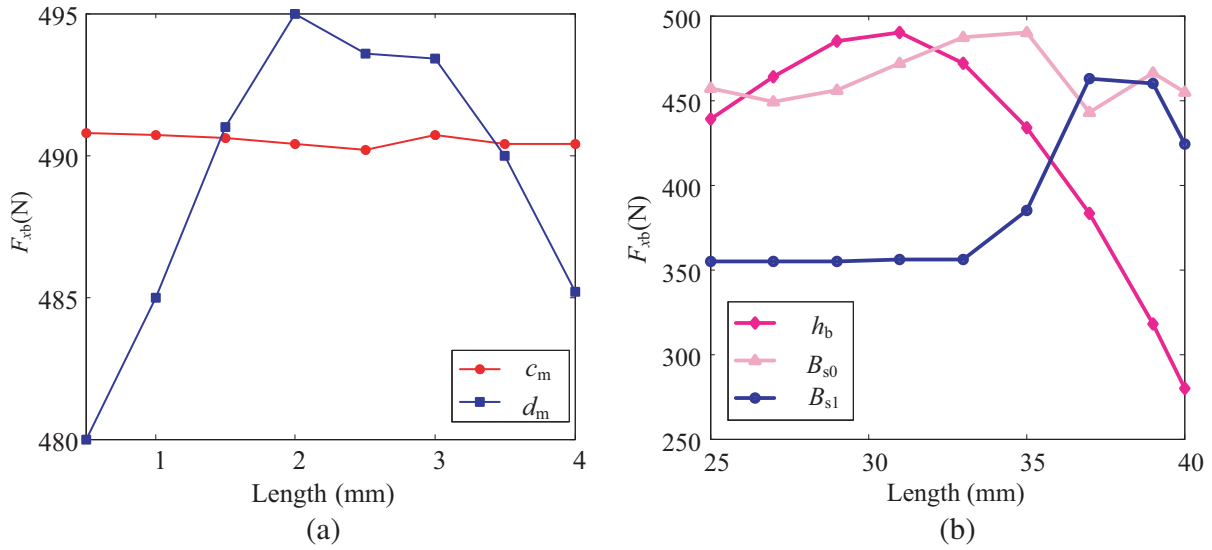 495
490
485
480
F_xb(N)
1 2 3 4
Length (mm)
c_m
d_m
(a)
500
450
400
350
300
250
F_xb(N)
25 30 35 40
Length (mm)
h_b
B_s0
B_s1
(b)